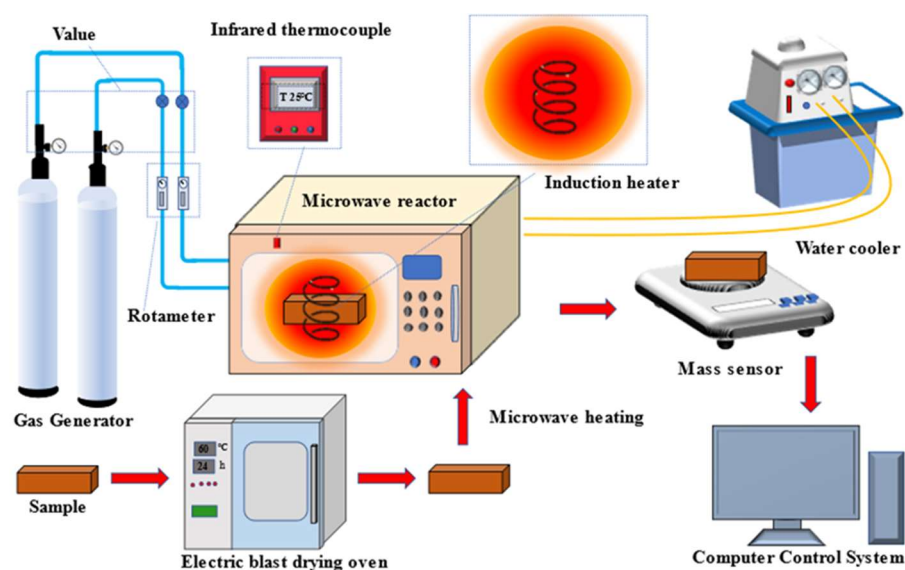 Value
Infrared thermocouple
T 25°C
Induction heater
Microwave reactor
Water cooler
Rotameter
Mass sensor
Gas Generator
Microwave heating
60 °C
24 h
Sample
Electric blast drying oven
Computer Control System